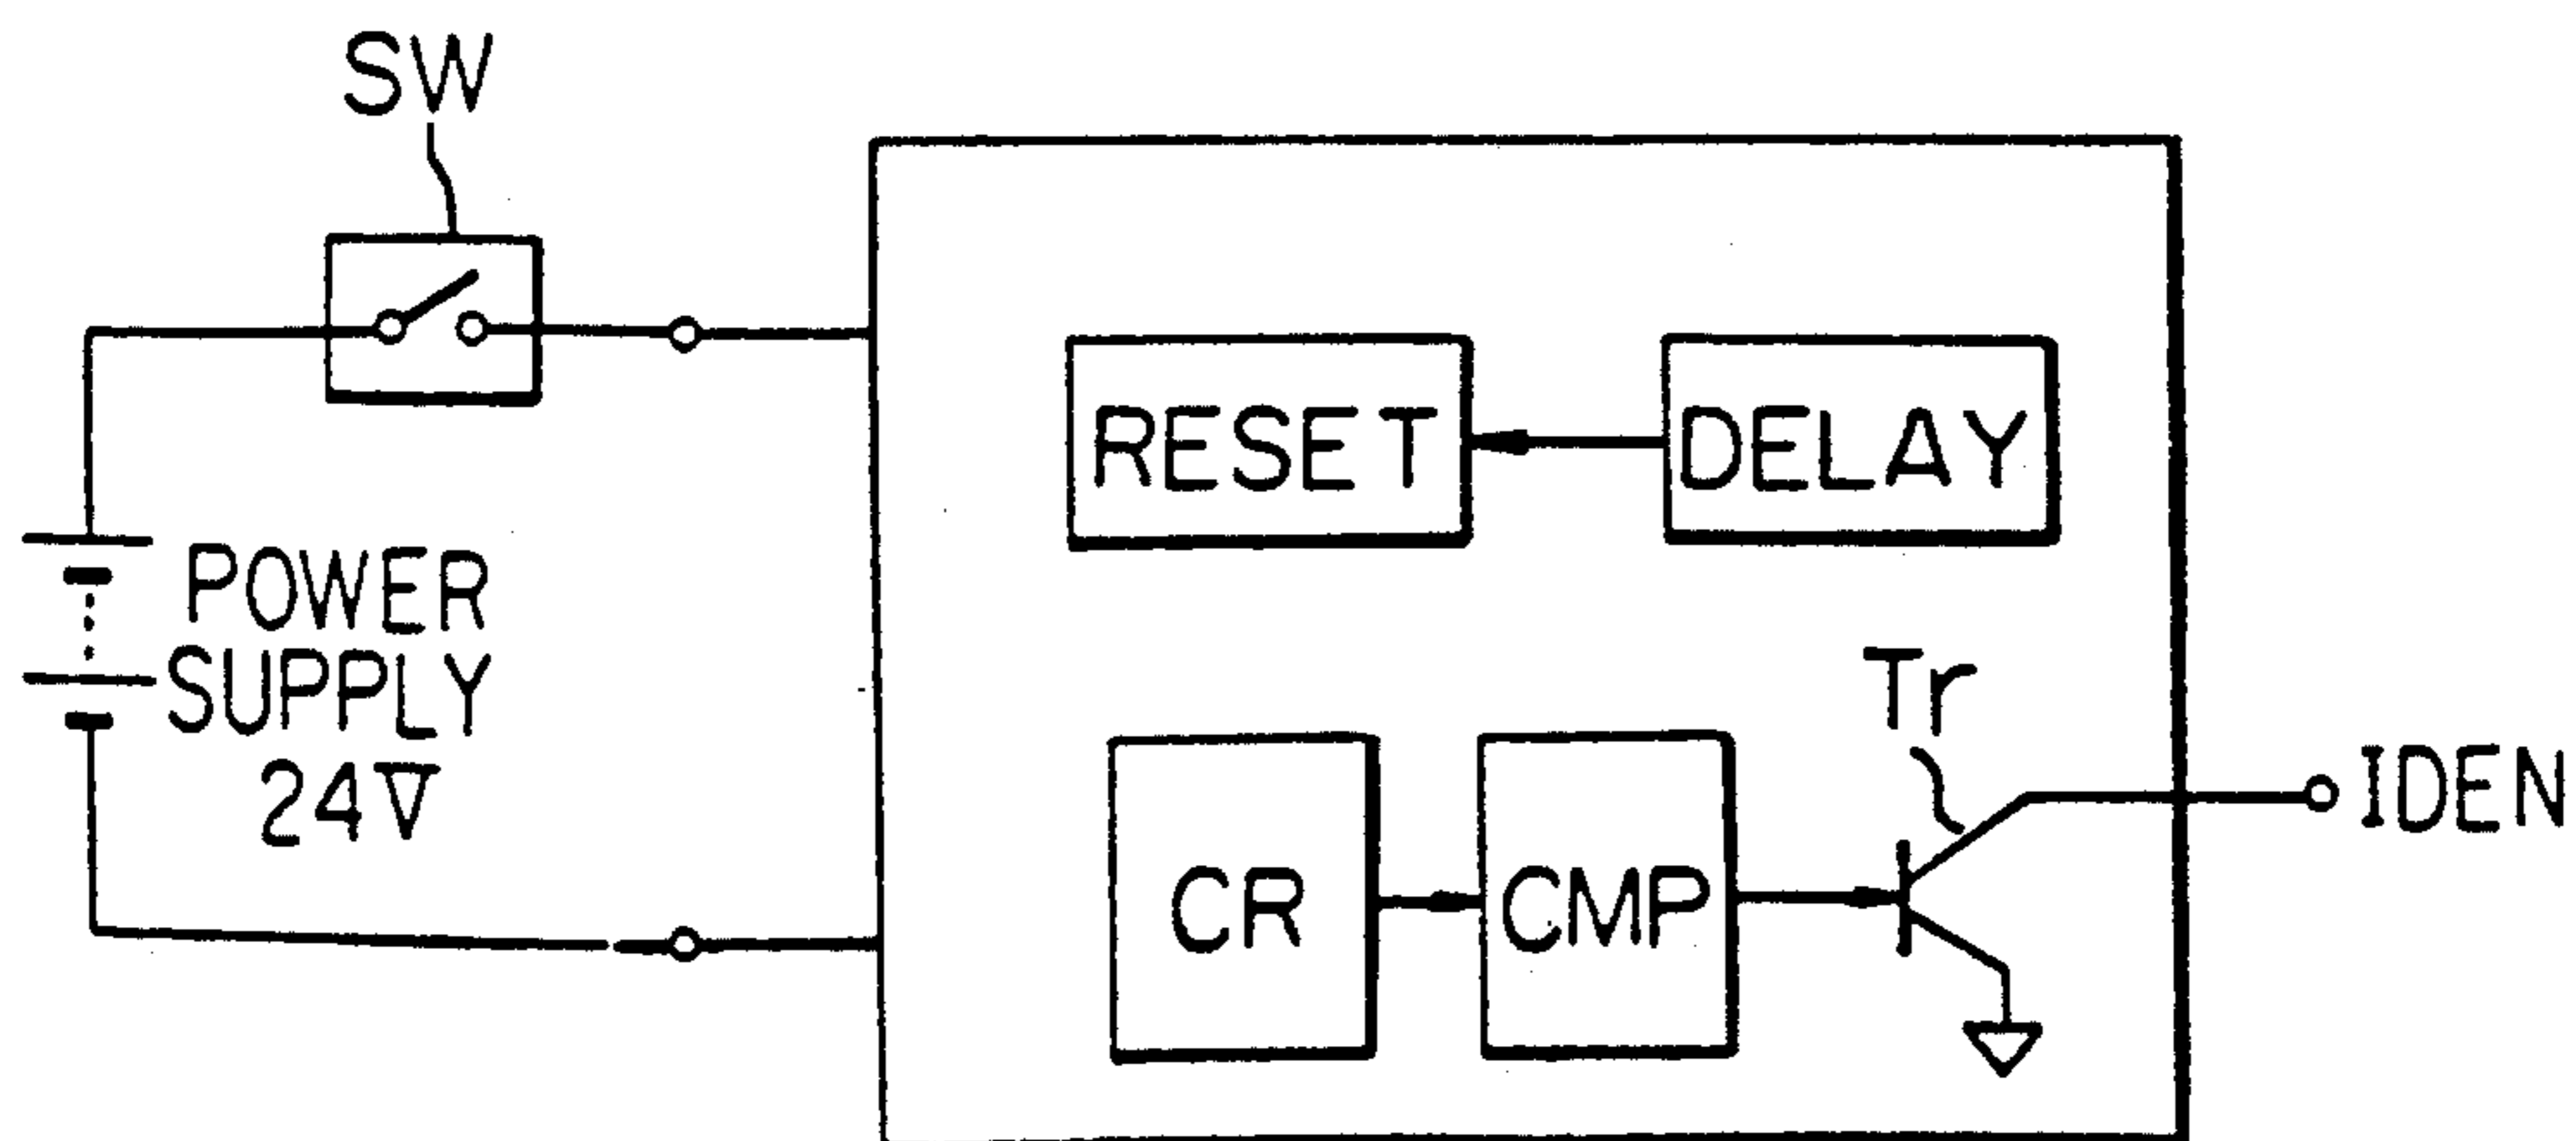 SW
RESET
DELAY
POWER
SUPPLY
24V
Tr
IDEN
CR
CMP